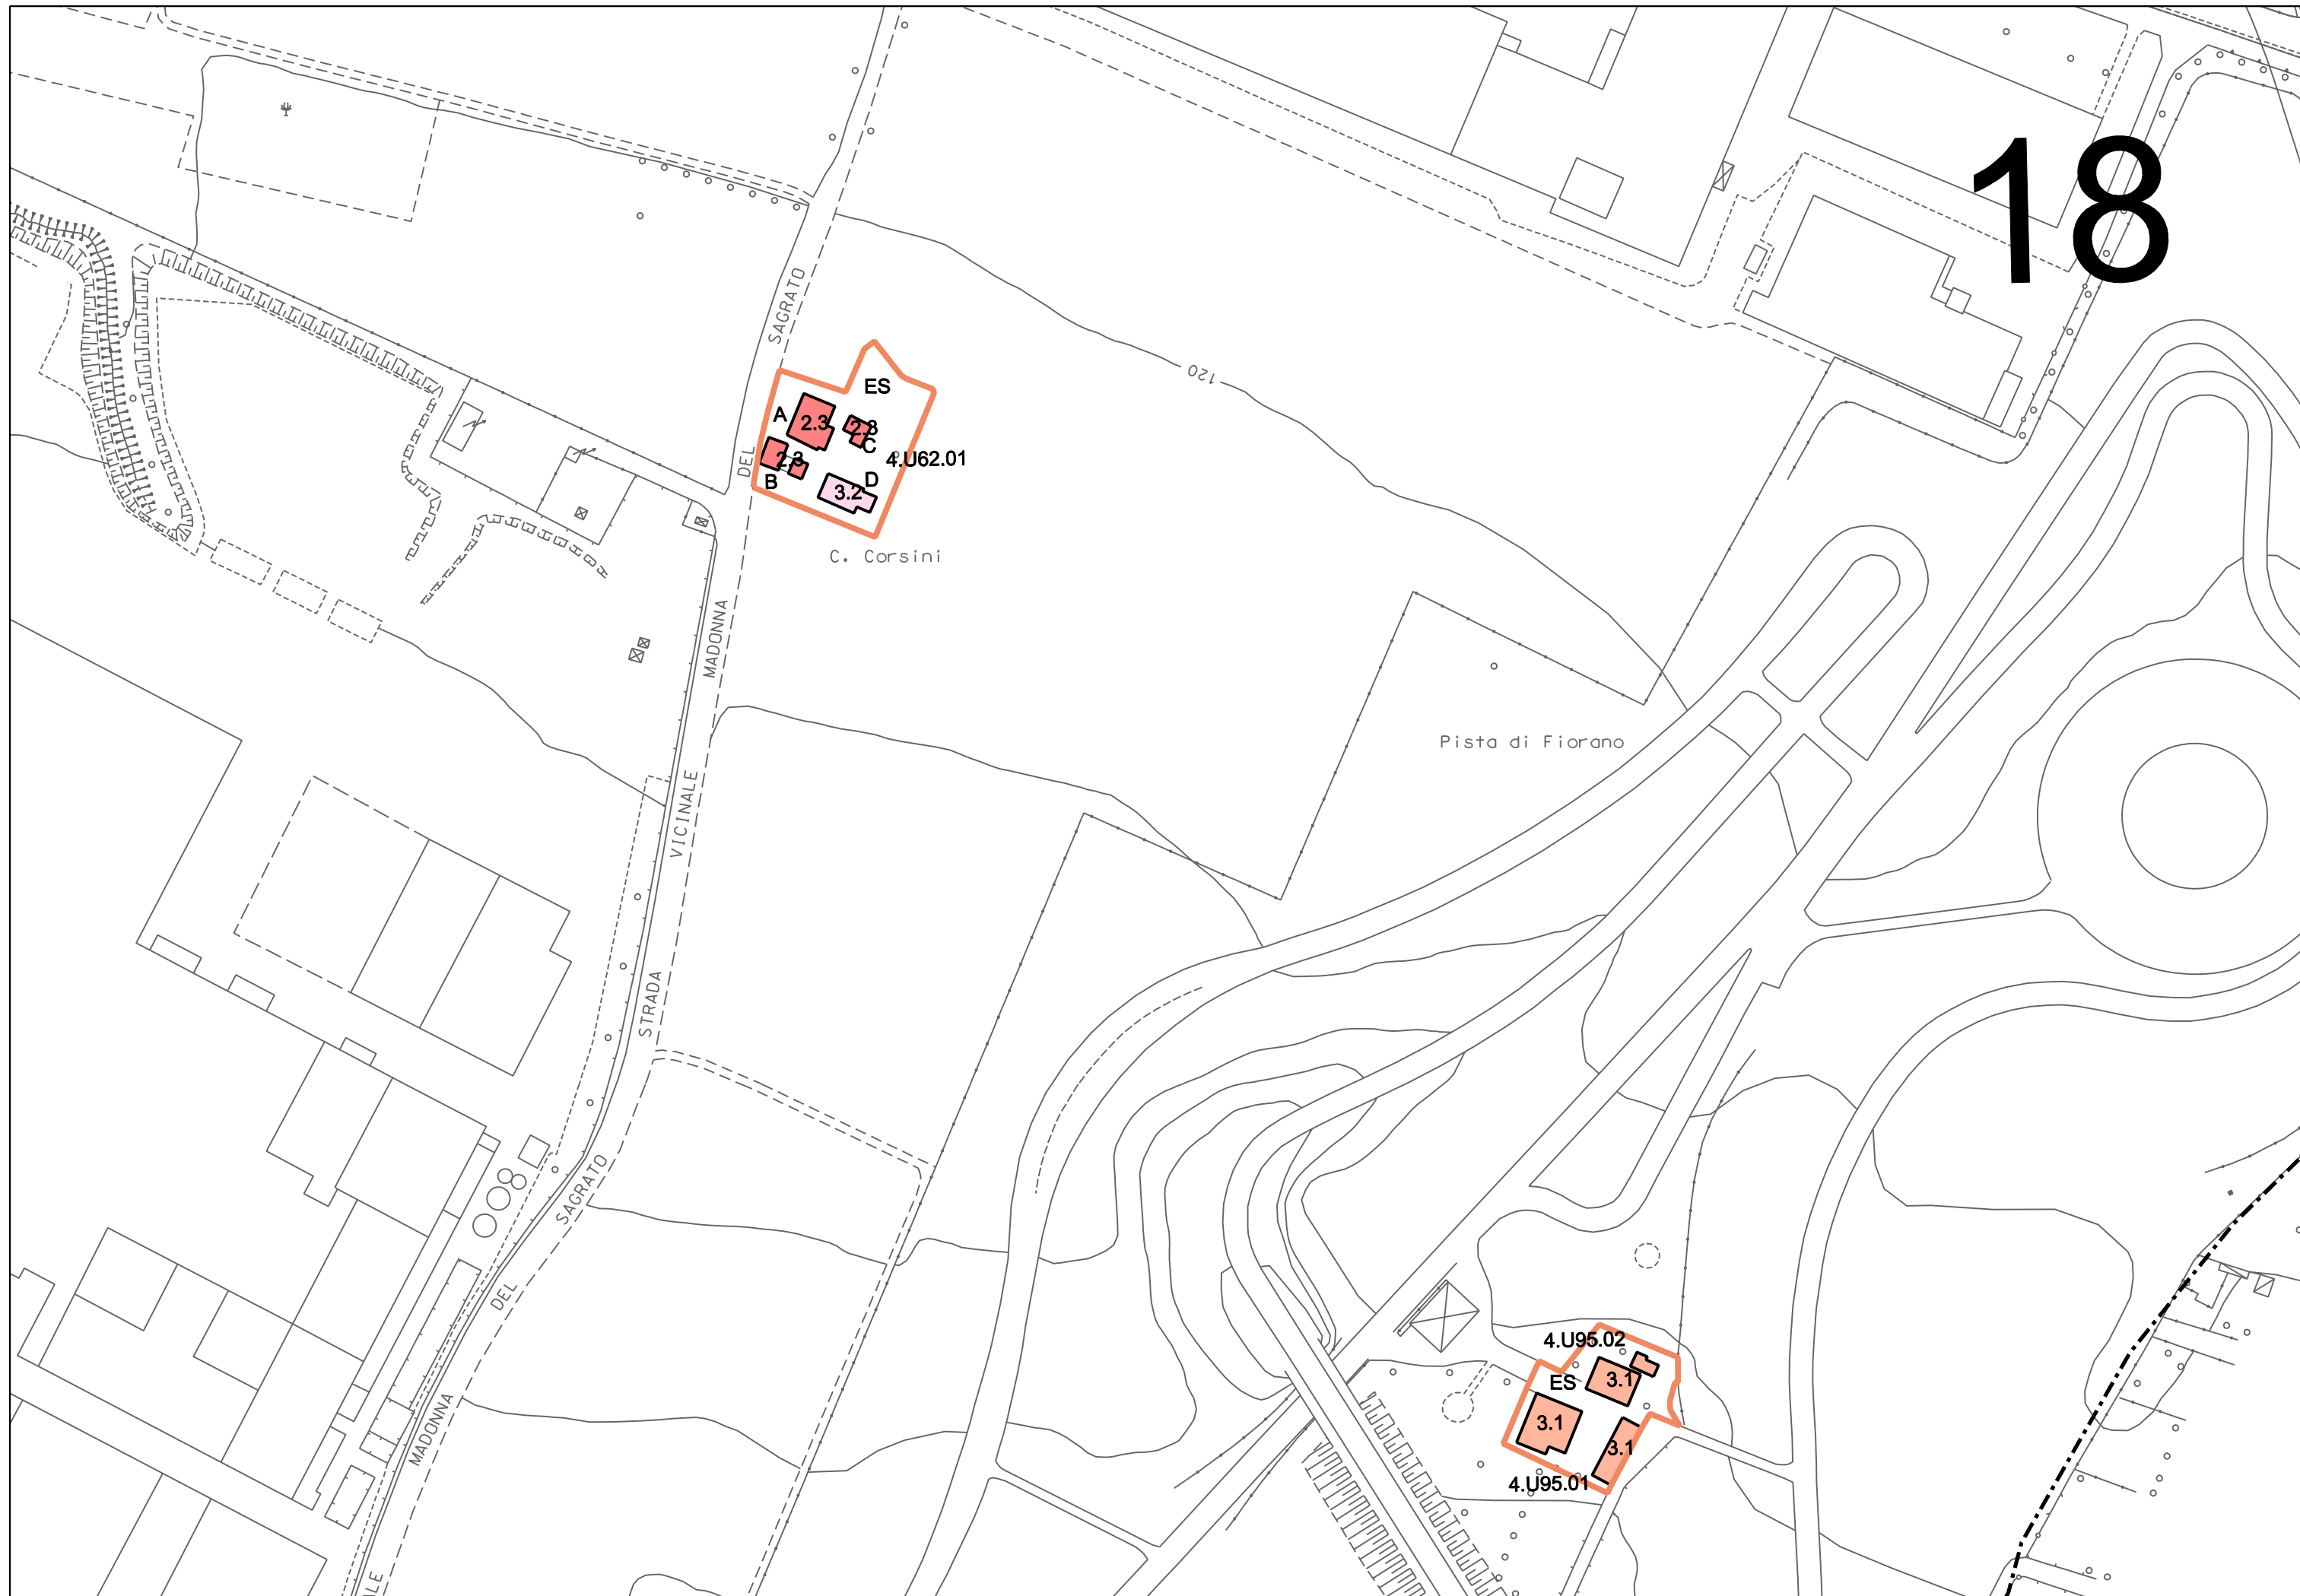 18
SAGRATO
120
ES
A
2.3
2.3
C
4.U62.01
DEL
2.3
B
D
3.2
C. Corsini
MADONNA
Pista di Fiorano
VICINALE
STRADA
SAGRATO
DEL
MADONNA
4.U95.02
3.1
ES
3.1
3.1
4.U95.01